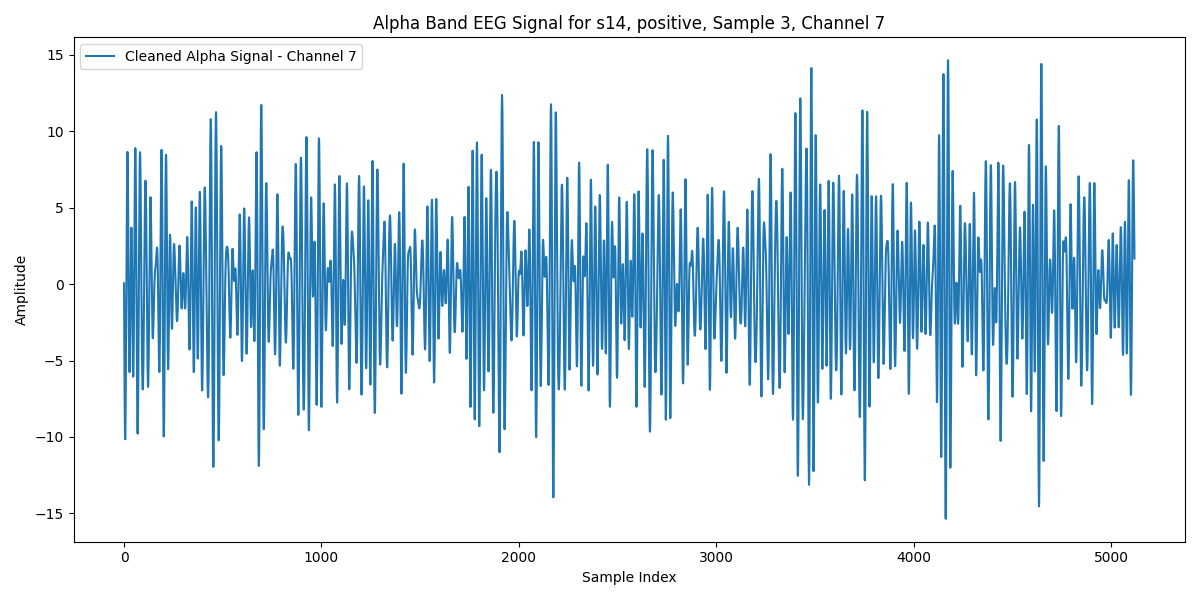 Alpha Band EEG Signal for s14, positive, Sample 3, Channel 7
Cleaned Alpha Signal - Channel 7
15
10
5
0
−5
−10
−15
Amplitude
0 1000 2000 3000 4000 5000
Sample Index